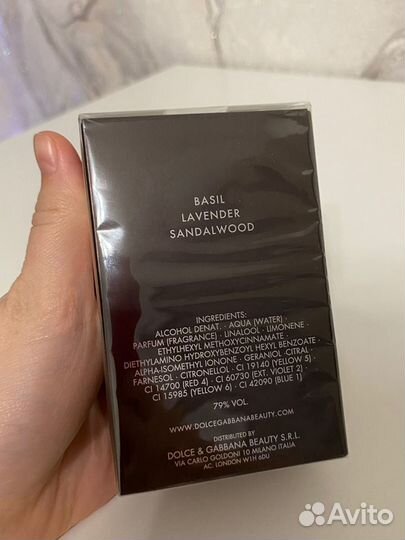 BASIL
LAVENDER
SANDALWOOD
INGREDIENTS:
ALCOHOL DENAT. · AQUA (WATER) ·
PARFUM (FRAGRANCE) · LINALOOL · LIMONENE ·
ETHYLHEXYL METHOXYCINNAMATE ·
DIETHYLAMINO HYDROXYBENZOYL HEXYL BENZOATE ·
ALPHA-ISOMETHYL IONONE · GERANIOL · CITRAL ·
FARNESOL · CITRONELLOL · CI 19140 (YELLOW 5) ·
CI 14700 (RED 4) · CI 60730 (EXT. VIOLET 2) ·
CI 15985 (YELLOW 6) · CI 42090 (BLUE 1)
79% VOL.
WWW.DOLCEGABBANABEAUTY.COM
DISTRIBUTED BY
DOLCE & GABBANA BEAUTY S.R.L.
VIA CARLO GOLDONI 10 MILANO ITALIA
AC. LONDON W1H 6DU
Avito